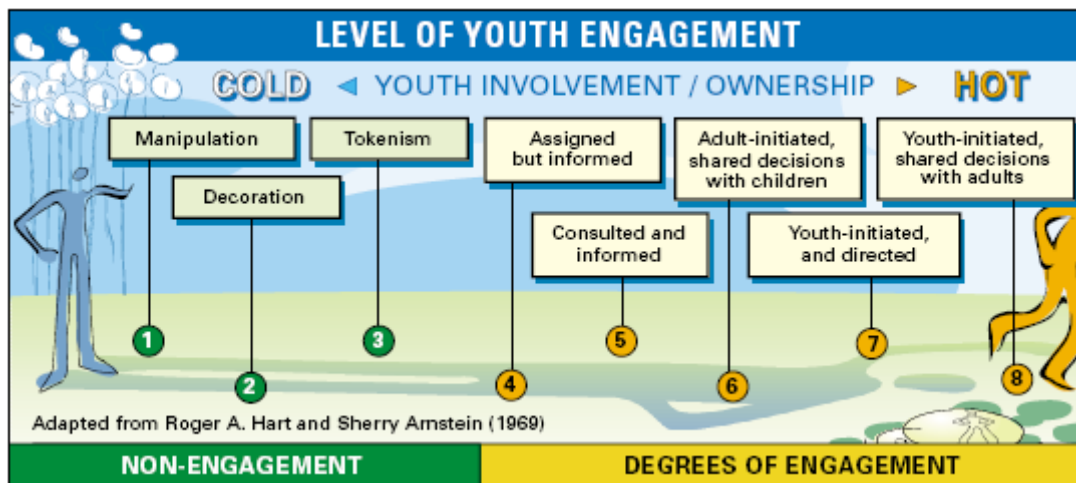 LEVEL OF YOUTH ENGAGEMENT
COLD ◄ YOUTH INVOLVEMENT / OWNERSHIP ► HOT
Manipulation
Decoration
Tokenism
Assigned
but informed
Consulted and
informed
Adult-initiated,
shared decisions
with children
Youth-initiated,
and directed
Youth-initiated,
shared decisions
with adults
1
2
3
4
5
6
7
8
Adapted from Roger A. Hart and Sherry Arnstein (1969)
NON-ENGAGEMENT
DEGREES OF ENGAGEMENT